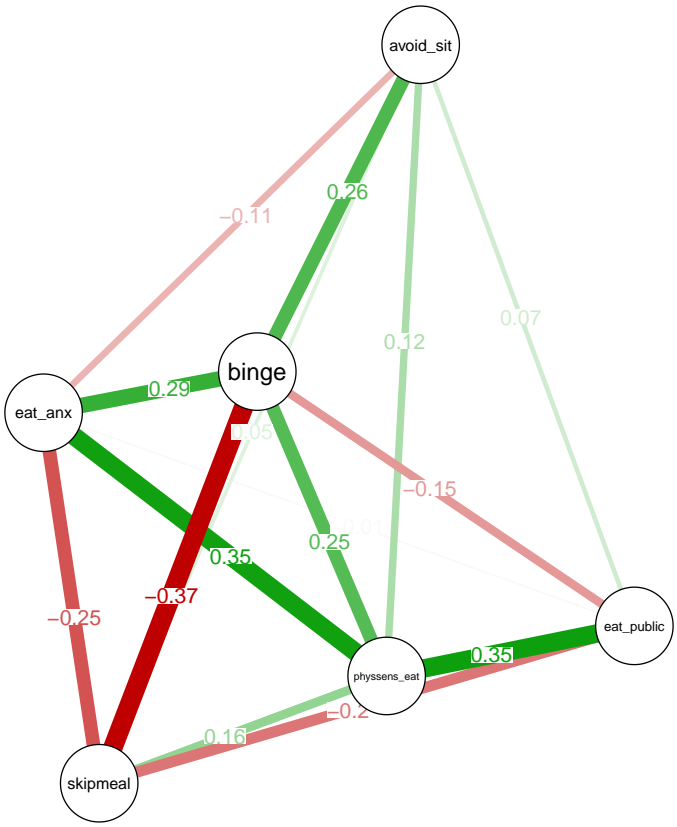 avoid_sit
0.26
−0.11
0.07
0.12
binge
0.29
eat_anx
0.05
−0.15
0.01
0.25
0.35
−0.37
−0.25
eat_public
0.35
physsens_eat
−0.2
0.16
skipmeal